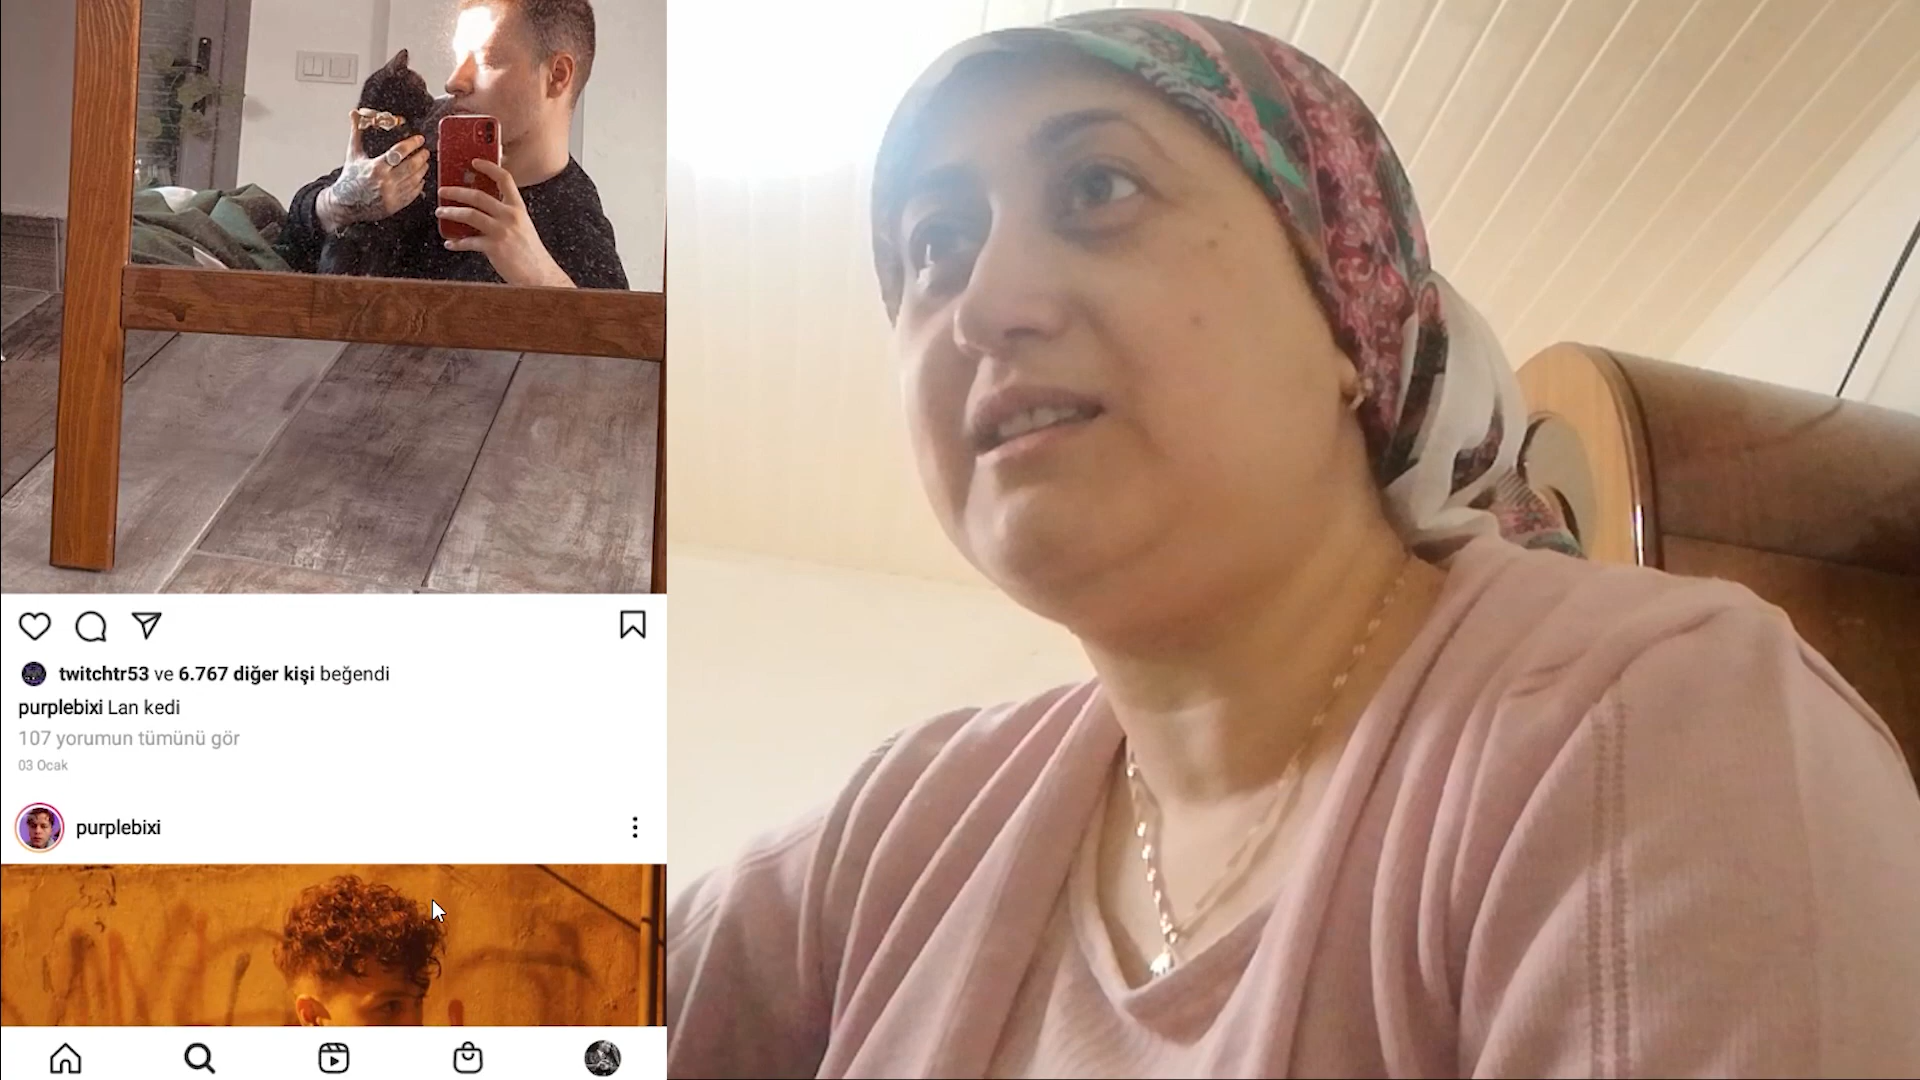 twitchtr53 ve 6.767 diğer kişi beğendi
purplebixi Lan kedi
107 yorumun tümünü gör
03 Ocak
purplebixi